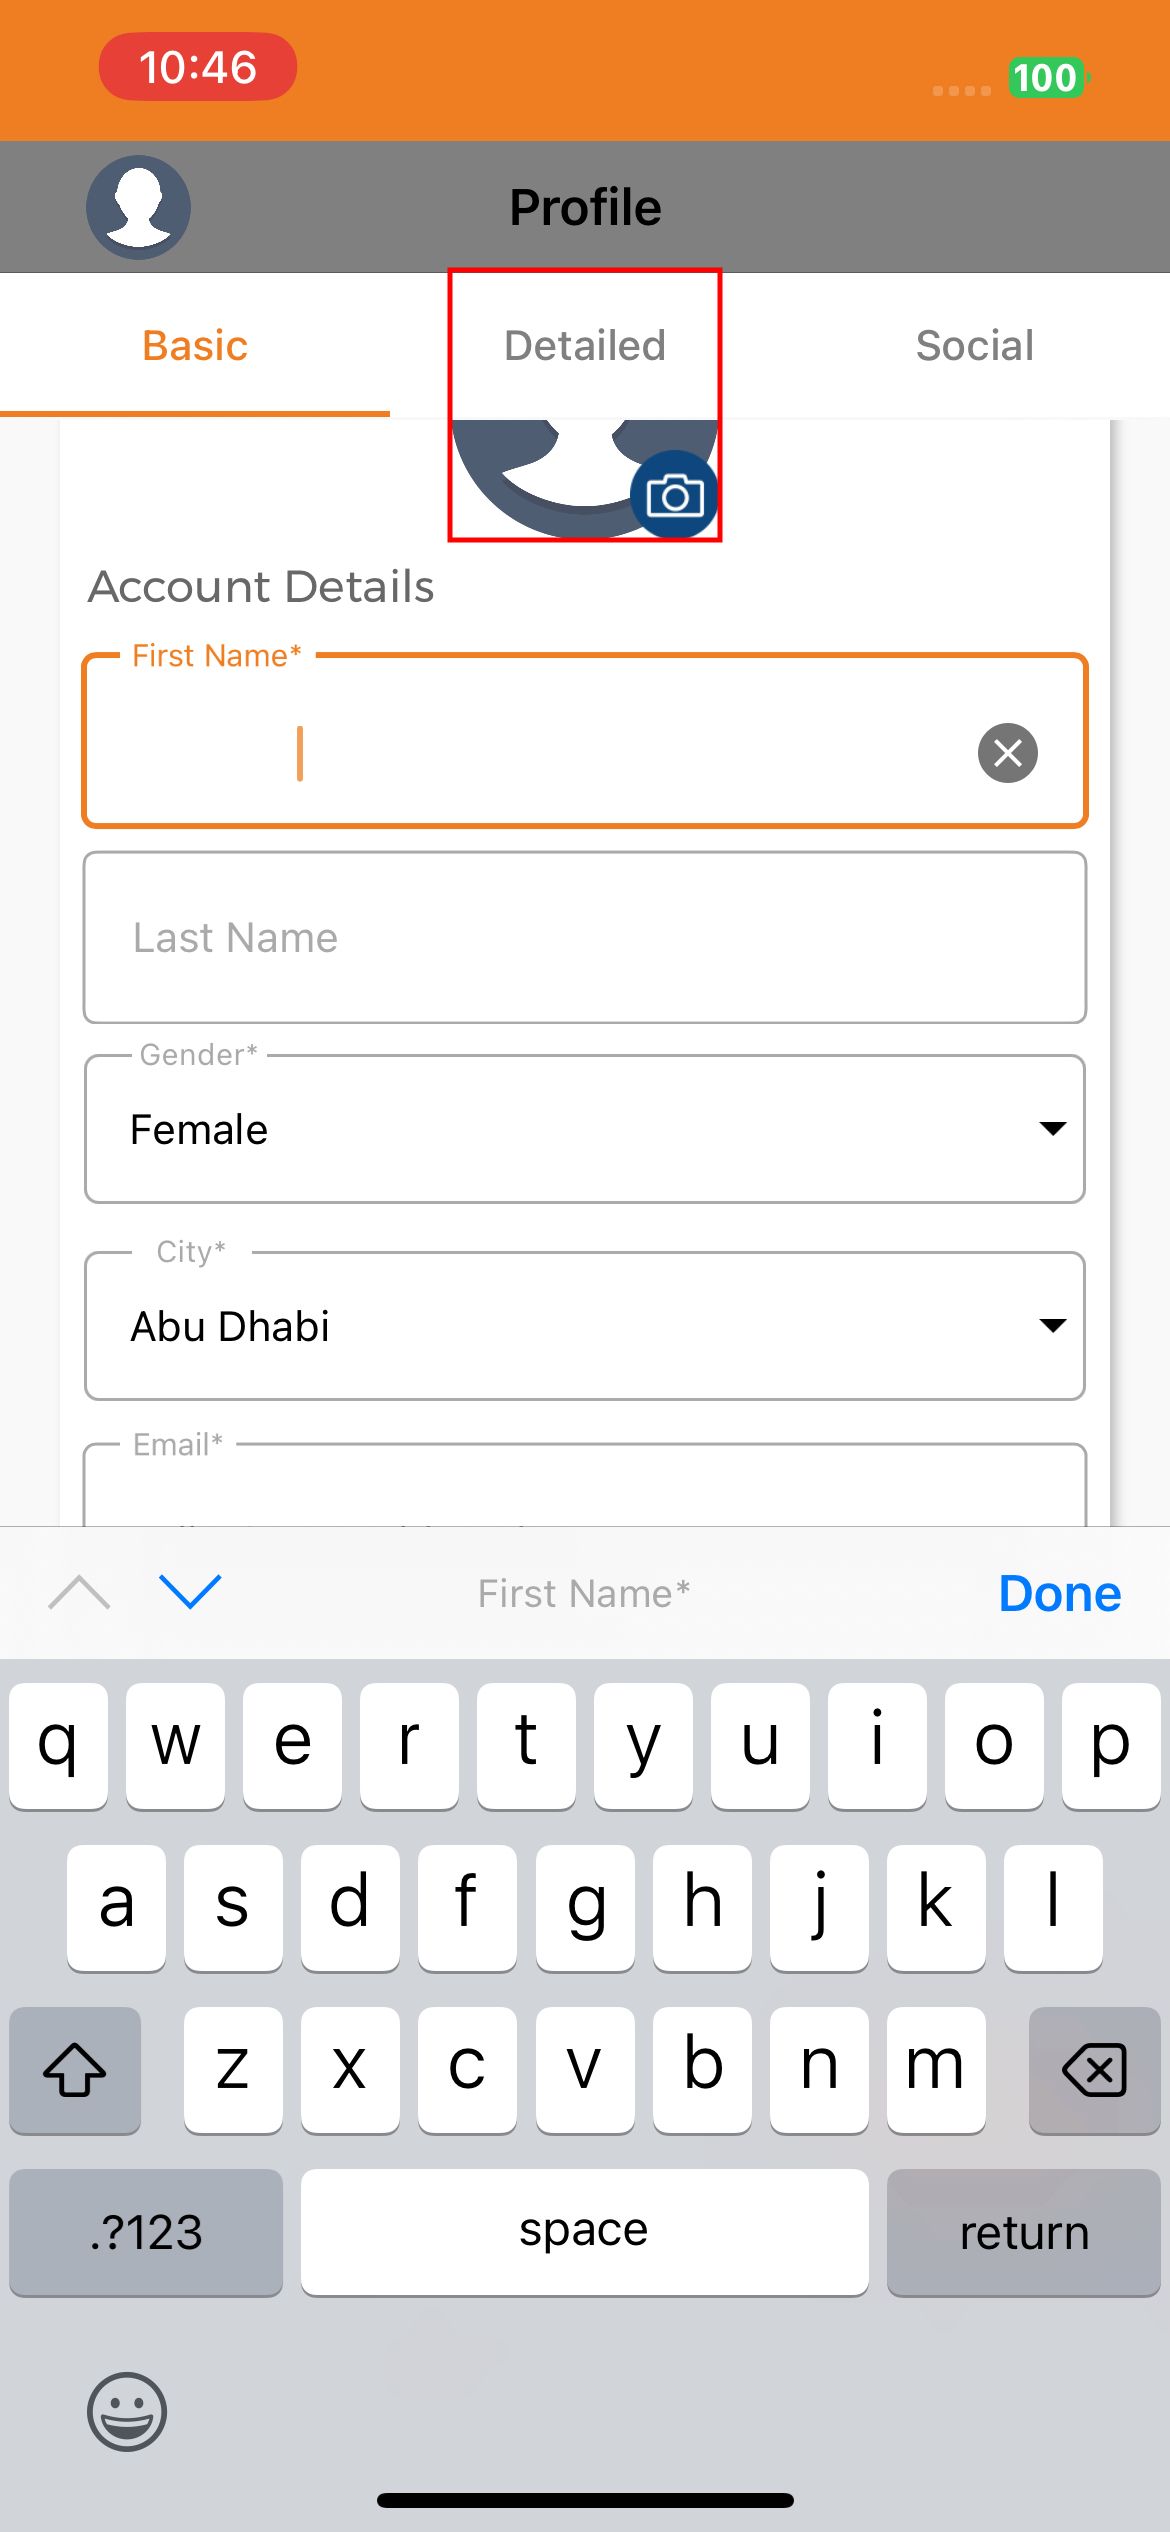 10:46
100
Profile
Basic
Detailed
Social
Account Details
First Name*
Last Name
Gender*
Female
City*
Abu Dhabi
Email*
First Name*
Done
q w e r t y u i o p
a s d f g h j k l
z x c v b n m
.?123
space
return